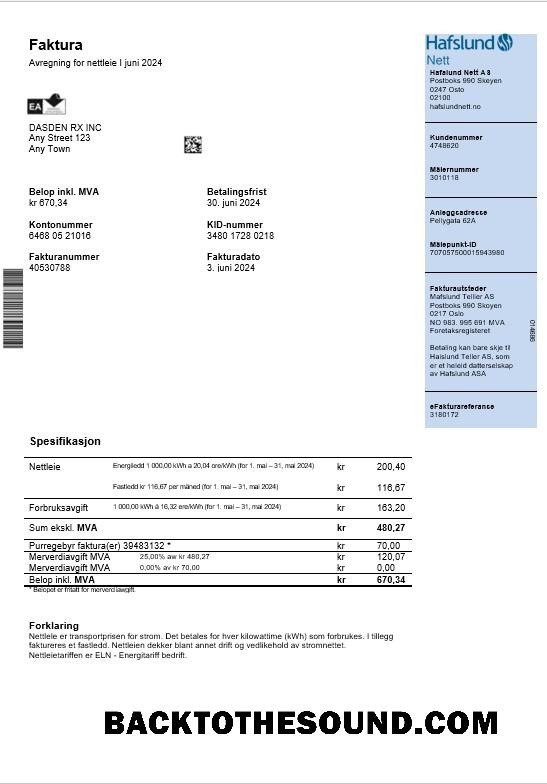 Faktura
Avregning for nettleie I juni 2024
EA
DASDEN RX INC
Any Street 123
Any Town
Belop inkl. MVA
kr 670,34
Betalingsfrist
30. juni 2024
Kontonummer
6468 05 21016
KID-nummer
3480 1728 0218
Fakturanummer
40530788
Fakturadato
3. juni 2024
Hafslund
Nett
Hafslund Nett AS
Postboks 990 Skeyen
0247 Osto
02100
hafslundnett.no
Kundenummer
4748620
Målernummer
3010118
Anleggsadresse
Pellygata 62A
Målepunkt-ID
707057500015943980
Fakturautsteder
Mafslund Teller AS
Postboks 990 Skoyen
0217 Oslo
NO 983. 995 691 MVA
Foretaksregisteret
Betaling kan bare skje til
Haislund Teller AS, som
er et heleid datterselskap
av Hafslund ASA
eFakturareferanse
3180172
Spesifikasjon
Nettleie Energiledd 1 000,00 kWh a 20,04 ore/kWh (for 1. mai – 31, mai 2024) kr 200,40
Fastledd kr 116,67 per måned (for 1. mai – 31, mai 2024) kr 116,67
Forbruksavgift 1 000,00 kWh á 16,32 ere/kWh (for 1. mai – 31, mai 2024) kr 163,20
Sum ekskl. MVA kr 480,27
Purregebyr faktura(er) 39483132 * kr 70,00
Merverdiavgift MVA 25,00% aw kr 480,27 kr 120,07
Merverdiavgift MVA 0,00% av kr 70,00 kr 0,00
Belop inkl. MVA kr 670,34
* Belopet er fritatt for merverdiavgift.
Forklaring
Nettlele er transportprisen for strom. Det betales for hver kilowattime (kWh) som forbrukes. I tillegg
faktureres et fastledd. Nettleien dekker blant annet drift og vedlikehold av stromnettet.
Nettleietariffen er ELN - Energitariff bedrift.
BACKTOTHESOUND.COM